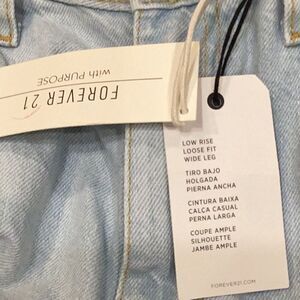 FOREVER 21
with PURPOSE
LOW RISE
LOOSE FIT
WIDE LEG
TIRO BAJO
HOLGADA
PIERNA ANCHA
CINTURA BAIXA
CALÇA CASUAL
PERNA LARGA
COUPE AMPLE
SILHOUETTE
JAMBE AMPLE
FOREVER21.COM